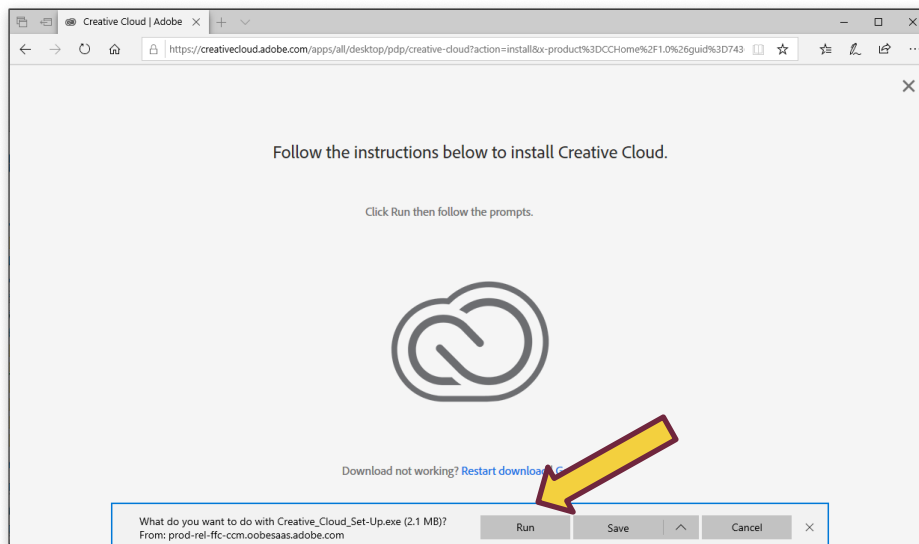 Creative Cloud | Adobe
https://creativecloud.adobe.com/apps/all/desktop/pdp/creative-cloud?action=install&x-product%3DCCHome%2F1.0%26guid%3D743
Follow the instructions below to install Creative Cloud.
Click Run then follow the prompts.
Download not working? Restart download
What do you want to do with Creative_Cloud_Set-Up.exe (2.1 MB)?
From: prod-rel-ffc-ccm.oobesaas.adobe.com
Run Save Cancel